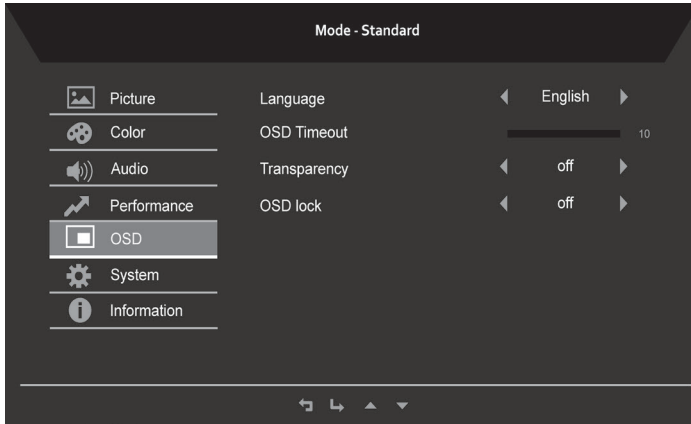 Mode - Standard
Picture
Language
English
Color
OSD Timeout
10
Audio
Transparency
off
Performance
OSD lock
off
OSD
System
Information